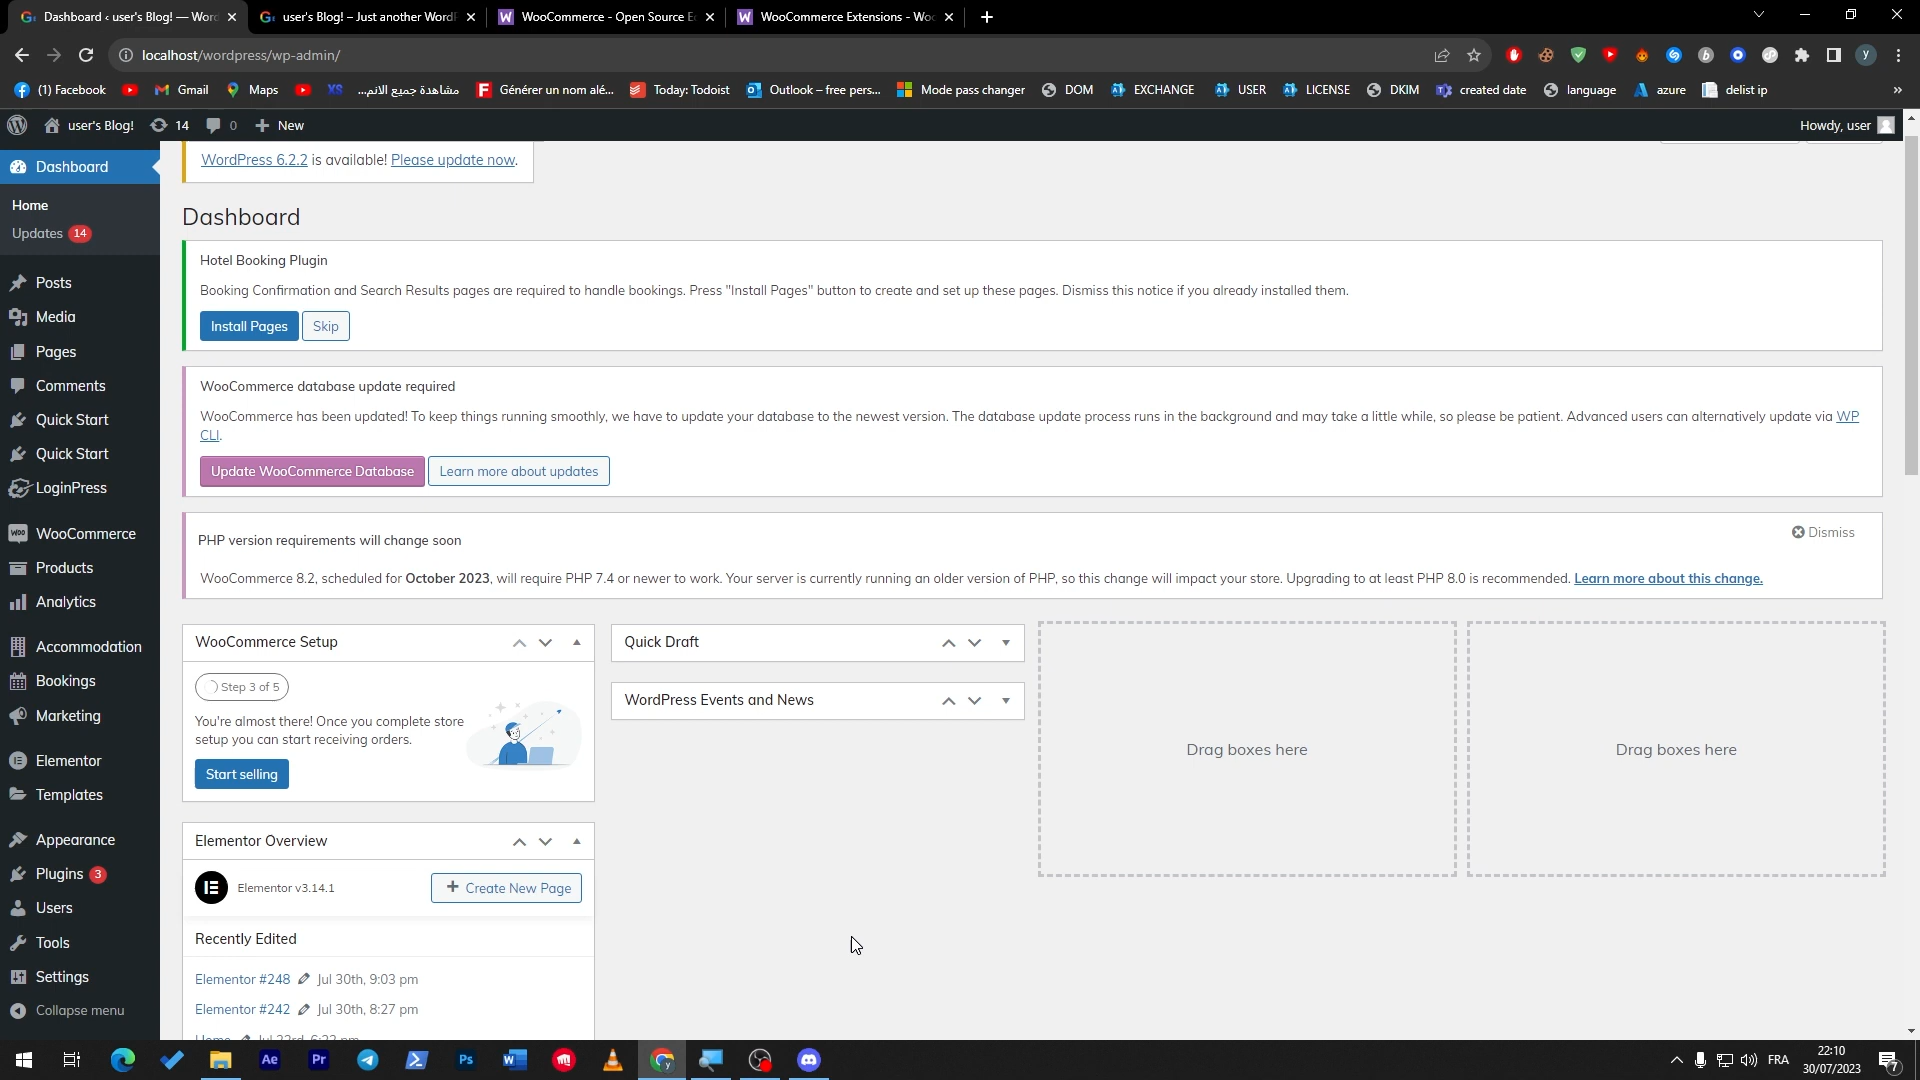 Dashboard ‹ user's Blog! — Word
user's Blog! – Just another WordP
WooCommerce - Open Source E
WooCommerce Extensions - Woo
localhost/wordpress/wp-admin/
(1) Facebook
Gmail
Maps
XS
مشاهدة جميع الانم...
Générer un nom alé...
Today: Todoist
Outlook – free pers...
Mode pass changer
DOM
EXCHANGE
USER
LICENSE
DKIM
created date
language
azure
delist ip
user's Blog!
14
0
New
Howdy, user
Dashboard
Home
Updates 14
Posts
Media
Pages
Comments
Quick Start
Quick Start
LoginPress
WooCommerce
Products
Analytics
Accommodation
Bookings
Marketing
Elementor
Templates
Appearance
Plugins 3
Users
Tools
Settings
Collapse menu
WordPress 6.2.2 is available! Please update now.
Dashboard
Hotel Booking Plugin
Booking Confirmation and Search Results pages are required to handle bookings. Press "Install Pages" button to create and set up these pages. Dismiss this notice if you already installed them.
Install Pages
Skip
WooCommerce database update required
WooCommerce has been updated! To keep things running smoothly, we have to update your database to the newest version. The database update process runs in the background and may take a little while, so please be patient. Advanced users can alternatively update via WP
CLI.
Update WooCommerce Database
Learn more about updates
PHP version requirements will change soon
Dismiss
WooCommerce 8.2, scheduled for October 2023, will require PHP 7.4 or newer to work. Your server is currently running an older version of PHP, so this change will impact your store. Upgrading to at least PHP 8.0 is recommended. Learn more about this change.
WooCommerce Setup
Step 3 of 5
You're almost there! Once you complete store
setup you can start receiving orders.
Start selling
Quick Draft
WordPress Events and News
Drag boxes here
Drag boxes here
Elementor Overview
Elementor v3.14.1
Create New Page
Recently Edited
Elementor #248 Jul 30th, 9:03 pm
Elementor #242 Jul 30th, 8:27 pm
FRA
22:10
30/07/2023
7